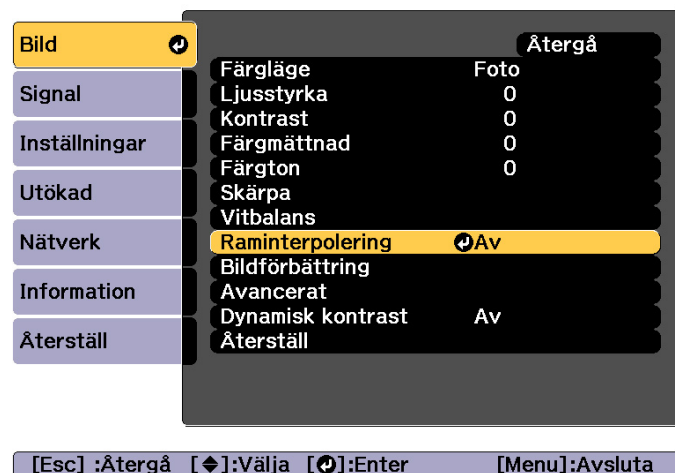 Bild
Signal
Inställningar
Utökad
Nätverk
Information
Återställ
Återgå
Färgläge Foto
Ljusstyrka 0
Kontrast 0
Färgmättnad 0
Färgton 0
Skärpa
Vitbalans
Raminterpolering Av
Bildförbättring
Avancerat
Dynamisk kontrast Av
Återställ
[Esc] :Återgå [◆]:Välja [↵]:Enter [Menu]:Avsluta